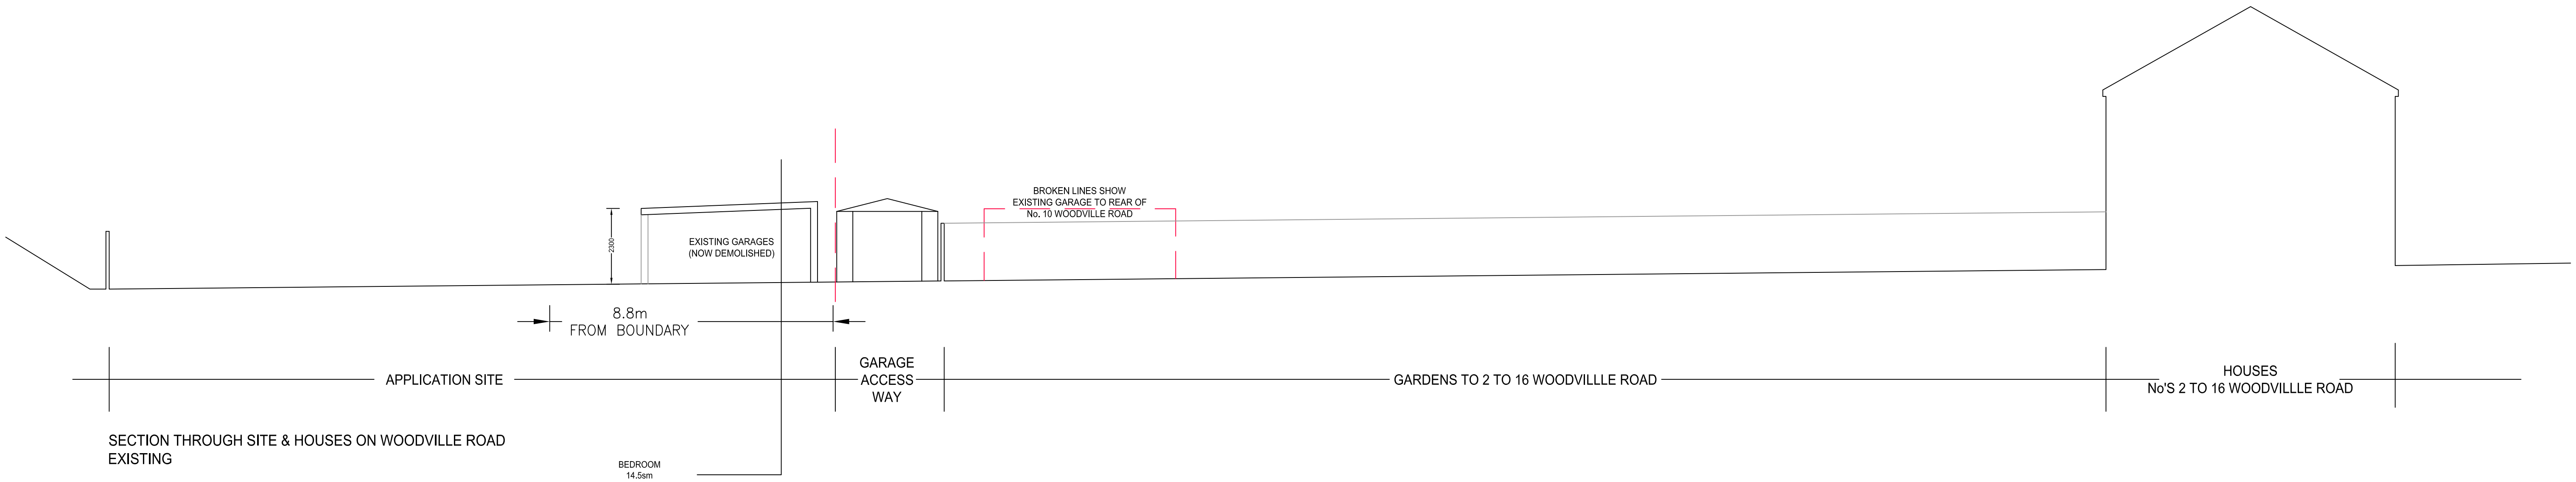 BROKEN LINES SHOW
EXISTING GARAGE TO REAR OF
No. 10 WOODVILLE ROAD
2300
EXISTING GARAGES
(NOW DEMOLISHED)
8.8m
FROM BOUNDARY
APPLICATION SITE
GARAGE
ACCESS
WAY
GARDENS TO 2 TO 16 WOODVILLLE ROAD
HOUSES
No'S 2 TO 16 WOODVILLLE ROAD
SECTION THROUGH SITE & HOUSES ON WOODVILLE ROAD
EXISTING
BEDROOM
14.5sm